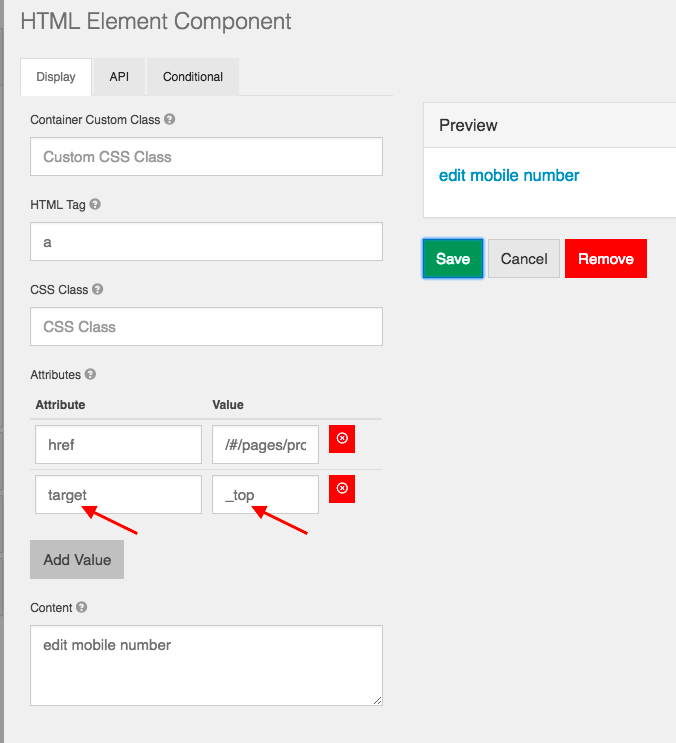 HTML Element Component
Display API Conditional
Container Custom Class
Custom CSS Class
HTML Tag
a
CSS Class
CSS Class
Attributes
Attribute Value
href /#/pages/prc
target _top
Add Value
Content
edit mobile number
Preview
edit mobile number
Save Cancel Remove